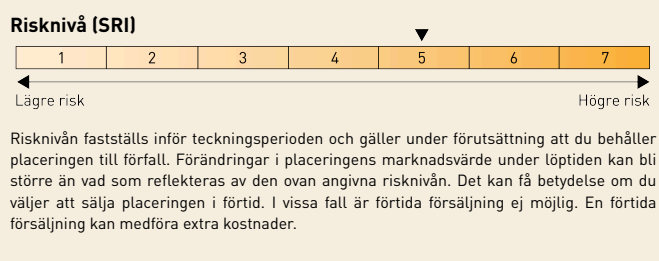 Risknivå (SRI)
1 2 3 4 5 6 7
Lägre risk Högre risk
Risknivån fastställs inför teckningsperioden och gäller under förutsättning att du behåller
placeringen till förfall. Förändringar i placeringens marknadsvärde under löptiden kan bli
större än vad som reflekteras av den ovan angivna risknivån. Det kan få betydelse om du
väljer att sälja placeringen i förtid. I vissa fall är förtida försäljning ej möjlig. En förtida
försäljning kan medföra extra kostnader.